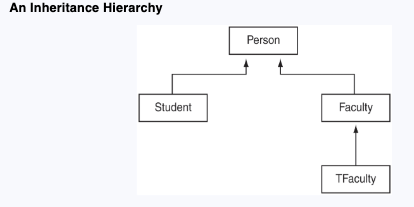 An Inheritance Hierarchy
Person
Student
Faculty
TFaculty